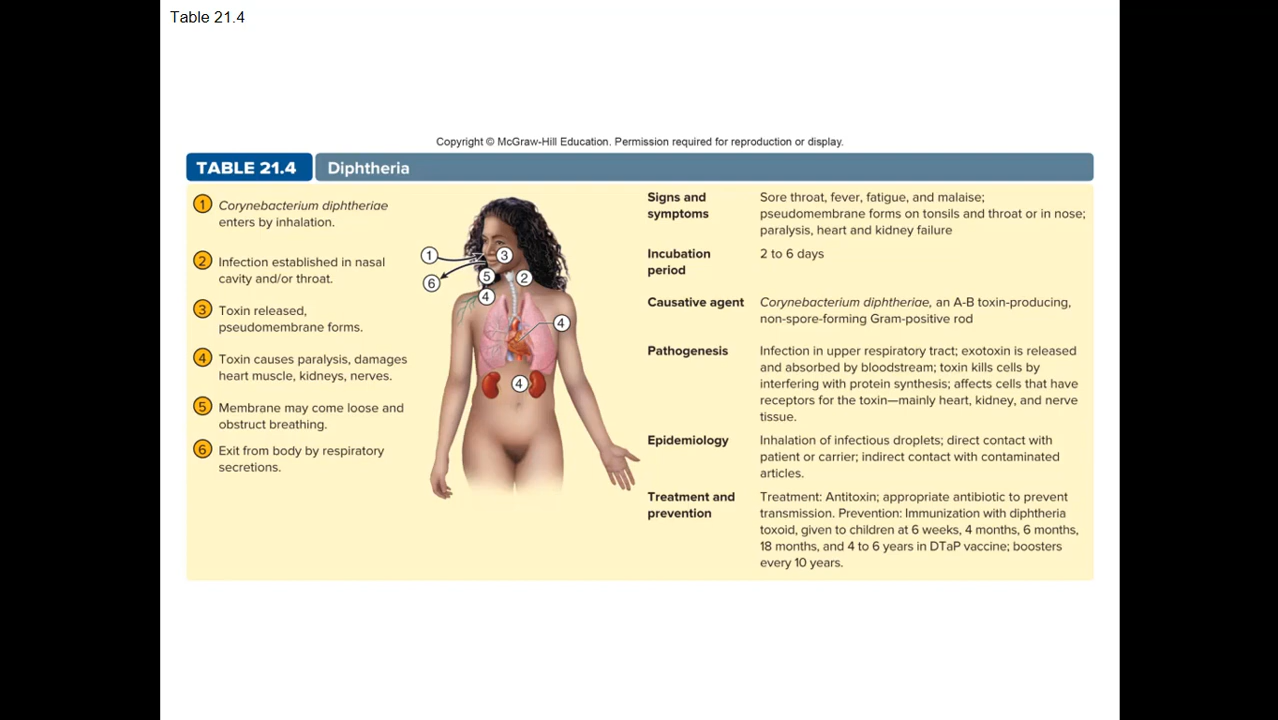 Table 21.4
Copyright © McGraw-Hill Education. Permission required for reproduction or display.
TABLE 21.4 Diphtheria
1 Corynebacterium diphtheriae
enters by inhalation.
2 Infection established in nasal
cavity and/or throat.
3 Toxin released,
pseudomembrane forms.
4 Toxin causes paralysis, damages
heart muscle, kidneys, nerves.
5 Membrane may come loose and
obstruct breathing.
6 Exit from body by respiratory
secretions.
1
3
6
5
2
4
4
4
Signs and
symptoms
Sore throat, fever, fatigue, and malaise;
pseudomembrane forms on tonsils and throat or in nose;
paralysis, heart and kidney failure
Incubation
period
2 to 6 days
Causative agent
Corynebacterium diphtheriae, an A-B toxin-producing,
non-spore-forming Gram-positive rod
Pathogenesis
Infection in upper respiratory tract; exotoxin is released
and absorbed by bloodstream; toxin kills cells by
interfering with protein synthesis; affects cells that have
receptors for the toxin—mainly heart, kidney, and nerve
tissue.
Epidemiology
Inhalation of infectious droplets; direct contact with
patient or carrier; indirect contact with contaminated
articles.
Treatment and
prevention
Treatment: Antitoxin; appropriate antibiotic to prevent
transmission. Prevention: Immunization with diphtheria
toxoid, given to children at 6 weeks, 4 months, 6 months,
18 months, and 4 to 6 years in DTaP vaccine; boosters
every 10 years.